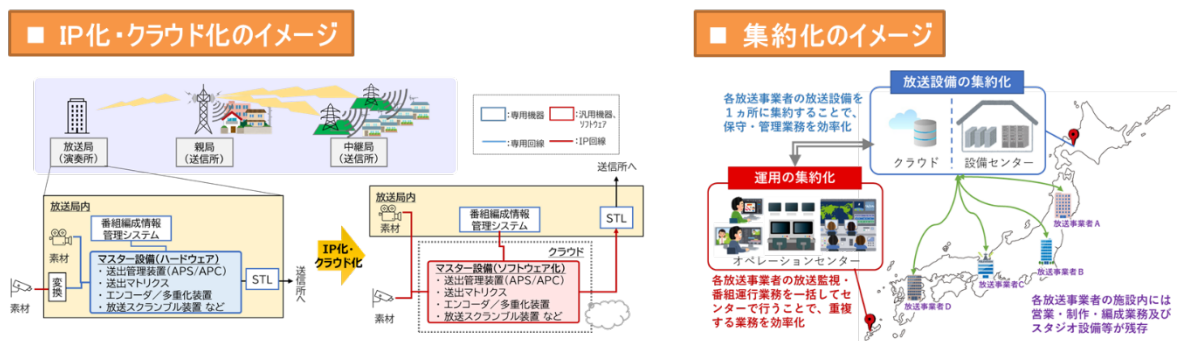 ■ IP化・クラウド化のイメージ
放送局
(演奏所)
親局
(送信所)
中継局
(送信所)
:専用機器
:汎用機器、
ソフトウェア
:専用回線
:IP回線
放送局内
番組編成情報
管理システム
素材
変換
素材
マスター設備(ハードウェア)
・送出管理装置(APS/APC)
・送出マトリクス
・エンコーダ/多重化装置
・放送スクランブル装置 など
STL
送信所へ
IP化・
クラウド化
送信所へ
放送局内
素材
番組編成情報
管理システム
STL
クラウド
マスター設備(ソフトウェア化)
・送出管理装置(APS/APC)
・送出マトリクス
・エンコーダ/多重化装置
・放送スクランブル装置 など
素材
■ 集約化のイメージ
各放送事業者の放送設備を
1ヵ所に集約することで、
保守・管理業務を効率化
放送設備の集約化
クラウド
設備センター
運用の集約化
オペレーションセンター
各放送事業者の放送監視・
番組運行業務を一括してセ
ンターで行うことで、重複
する業務を効率化
放送事業者A
放送事業者B
放送事業者C
放送事業者D
各放送事業者の施設内には
営業・制作・編成業務及び
スタジオ設備等が残存